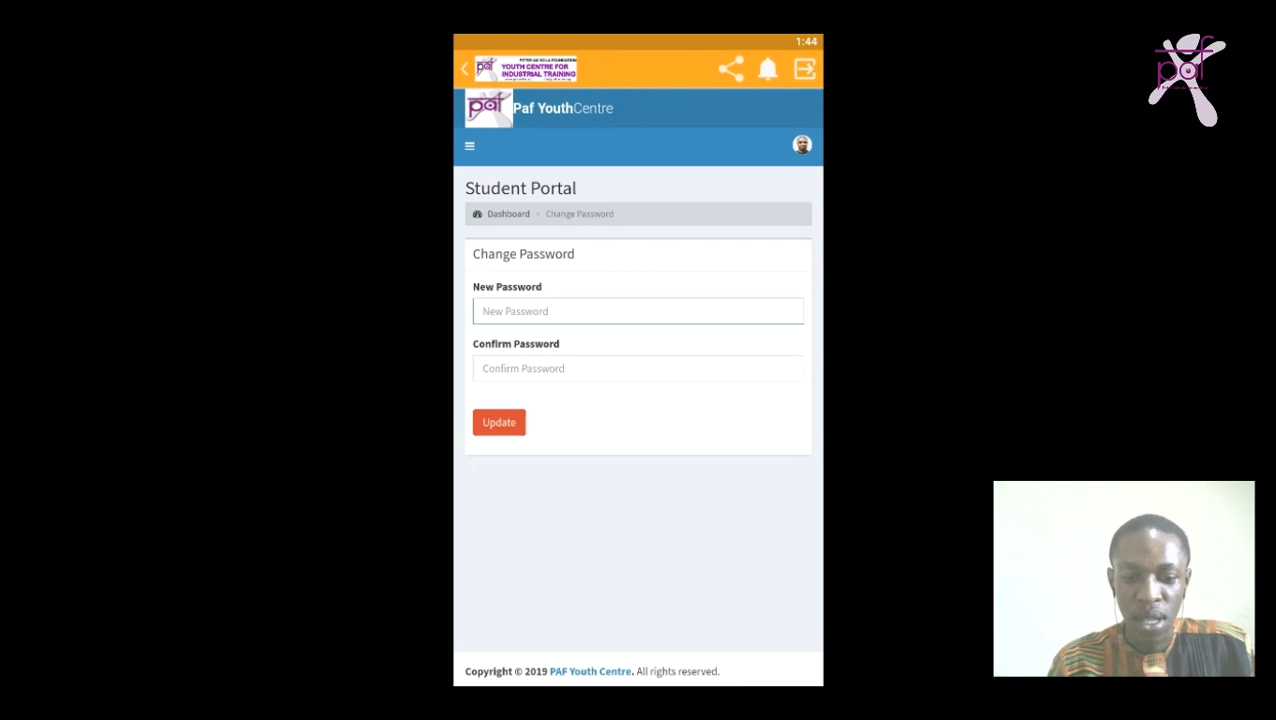 1:44
paf
YOUTH CENTRE FOR
INDUSTRIAL TRAINING
paf
Paf YouthCentre
paf
Student Portal
Dashboard > Change Password
Change Password
New Password
New Password
Confirm Password
Confirm Password
Update
Copyright © 2019 PAF Youth Centre. All rights reserved.